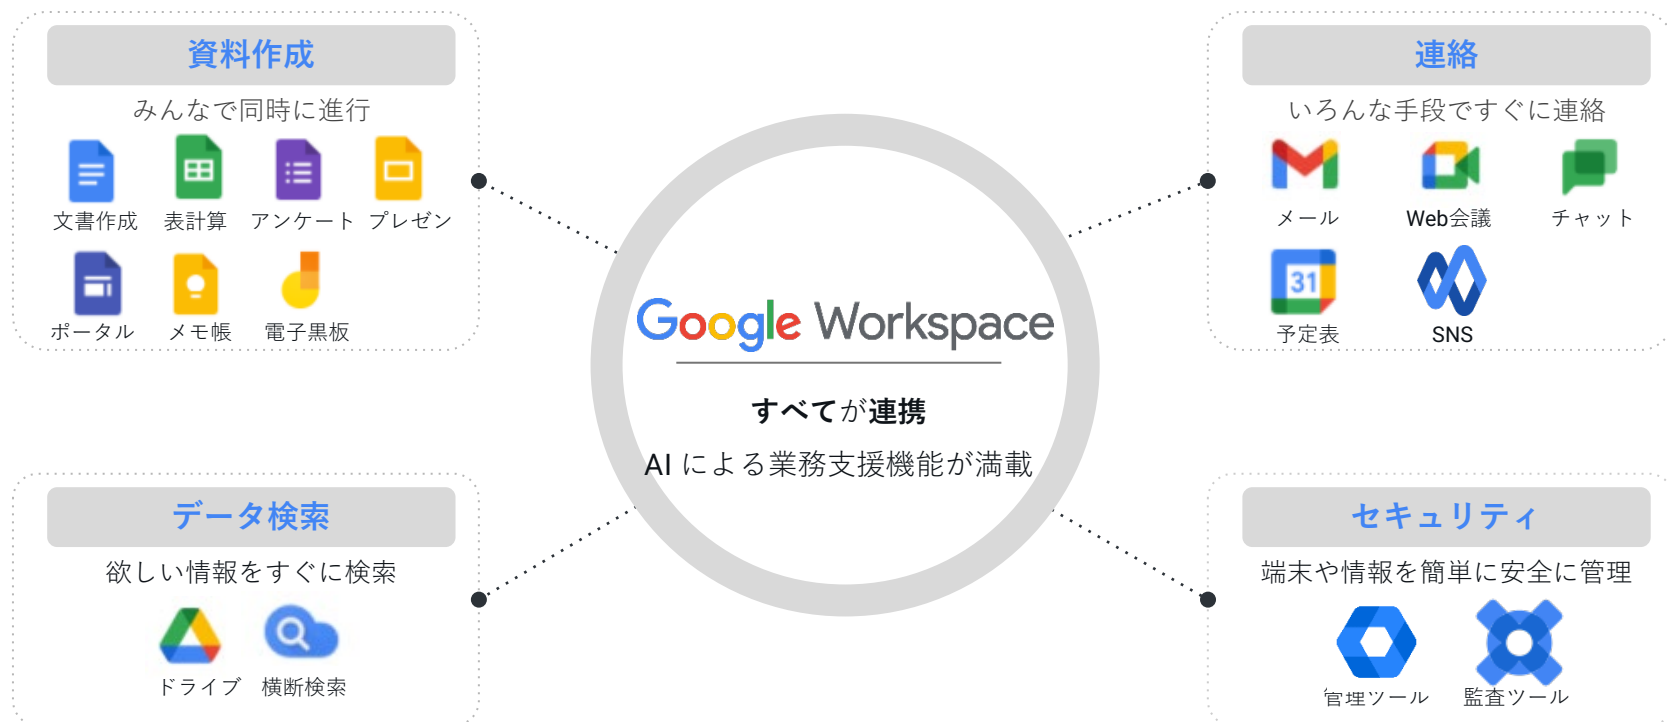 資料作成
みんなで同時に進行
文書作成 表計算 アンケート プレゼン
ポータル メモ帳 電子黒板
連絡
いろんな手段ですぐに連絡
メール Web会議 チャット
31
予定表 SNS
Google Workspace
すべてが連携
AI による業務支援機能が満載
データ検索
欲しい情報をすぐに検索
ドライブ 横断検索
セキュリティ
端末や情報を簡単に安全に管理
管理ツール 監査ツール